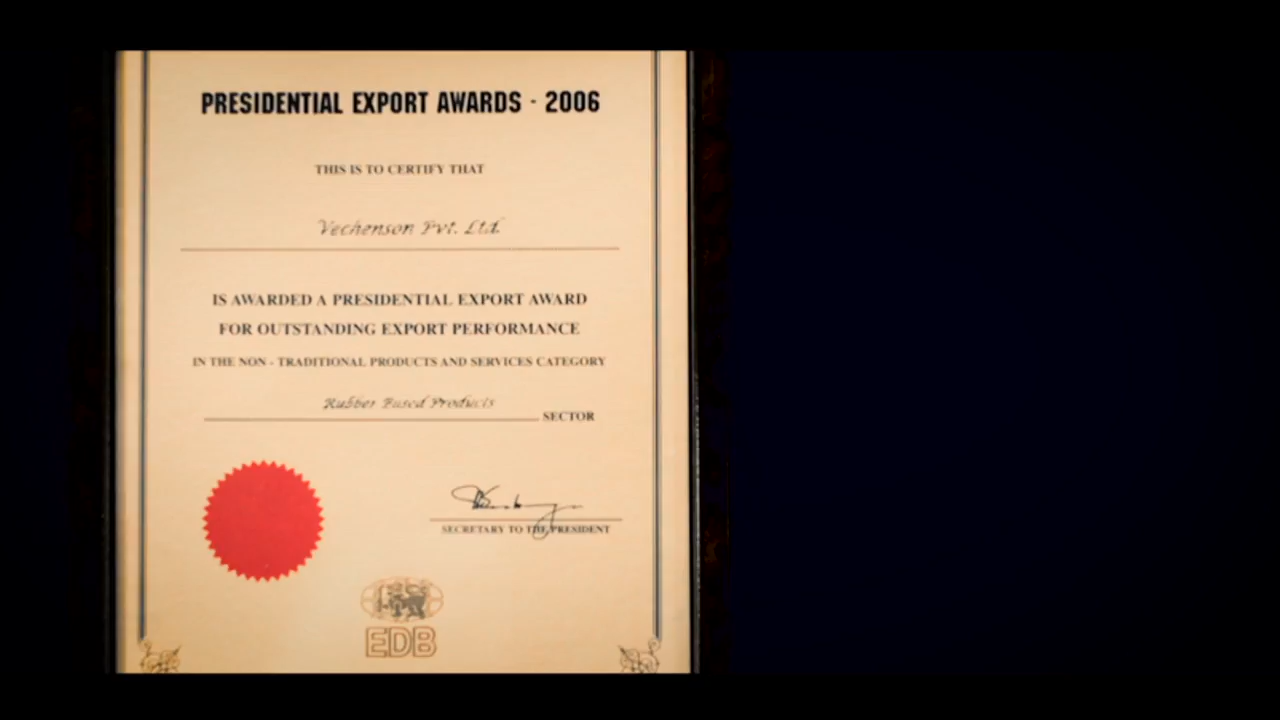 PRESIDENTIAL EXPORT AWARDS - 2006
THIS IS TO CERTIFY THAT
Vechenson Pvt. Ltd.
IS AWARDED A PRESIDENTIAL EXPORT AWARD
FOR OUTSTANDING EXPORT PERFORMANCE
IN THE NON - TRADITIONAL PRODUCTS AND SERVICES CATEGORY
Rubber Based Products SECTOR
SECRETARY TO THE PRESIDENT
EDB